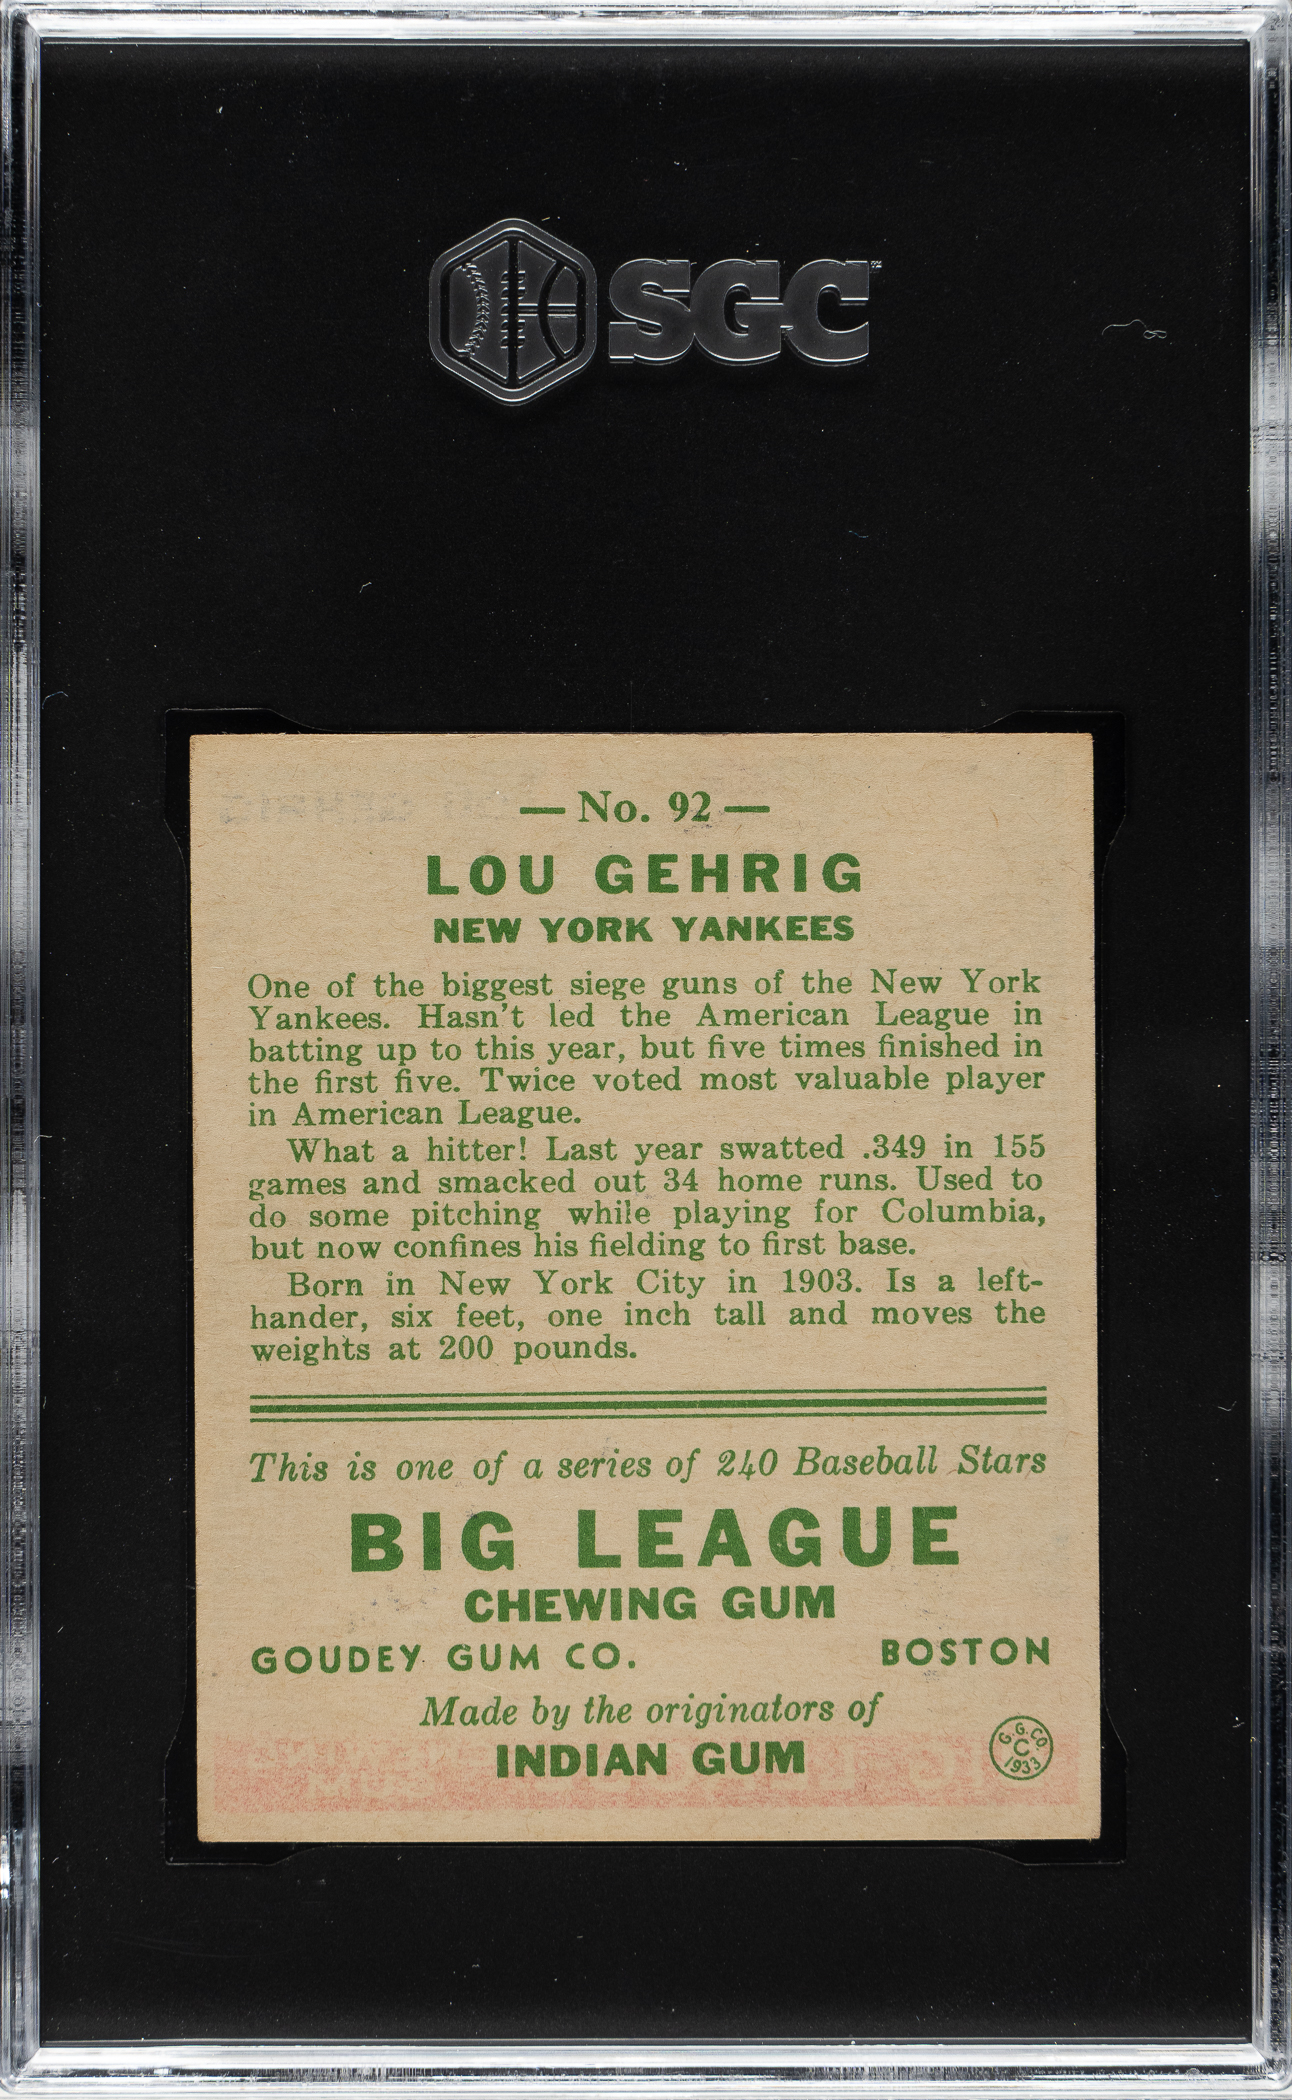 SGC™
— No. 92 —
LOU GEHRIG
NEW YORK YANKEES
One of the biggest siege guns of the New York
Yankees. Hasn't led the American League in
batting up to this year, but five times finished in
the first five. Twice voted most valuable player
in American League.
What a hitter! Last year swatted .349 in 155
games and smacked out 34 home runs. Used to
do some pitching while playing for Columbia,
but now confines his fielding to first base.
Born in New York City in 1903. Is a left-
hander, six feet, one inch tall and moves the
weights at 200 pounds.
This is one of a series of 240 Baseball Stars
BIG LEAGUE
CHEWING GUM
GOUDEY GUM CO. BOSTON
Made by the originators of
INDIAN GUM
G.G.CO.
C
1933